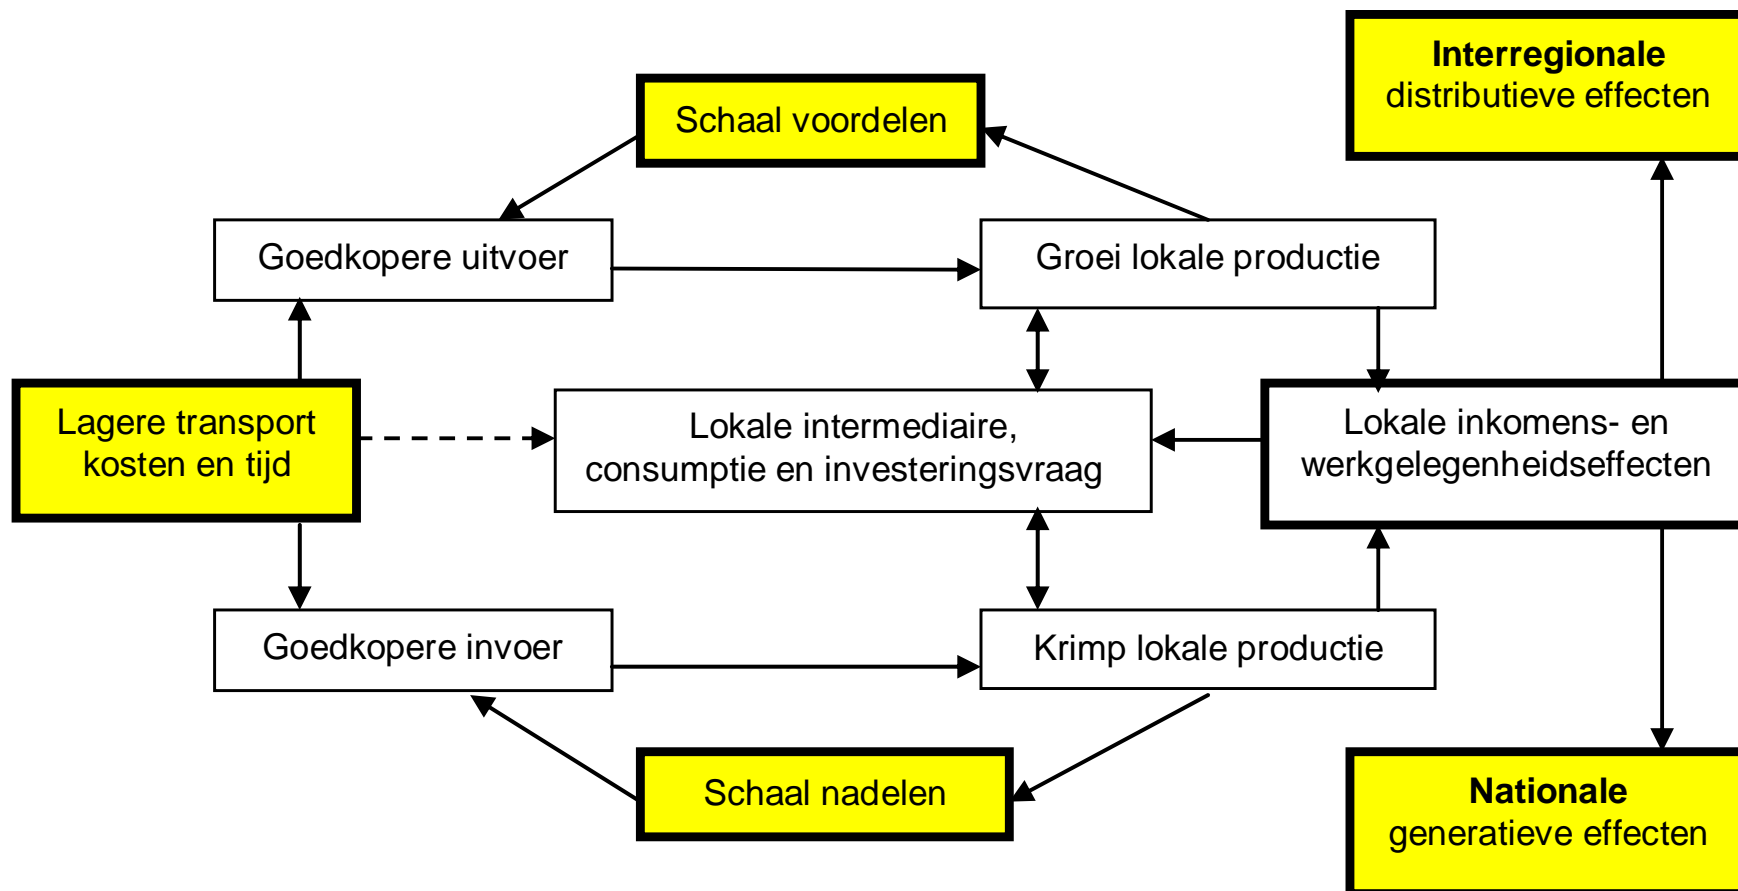 Interregionale
distributieve effecten
Schaal voordelen
Goedkopere uitvoer
Groei lokale productie
Lagere transport
kosten en tijd
Lokale intermediaire,
consumptie en investeringsvraag
Lokale inkomens- en
werkgelegenheidseffecten
Goedkopere invoer
Krimp lokale productie
Schaal nadelen
Nationale
generatieve effecten